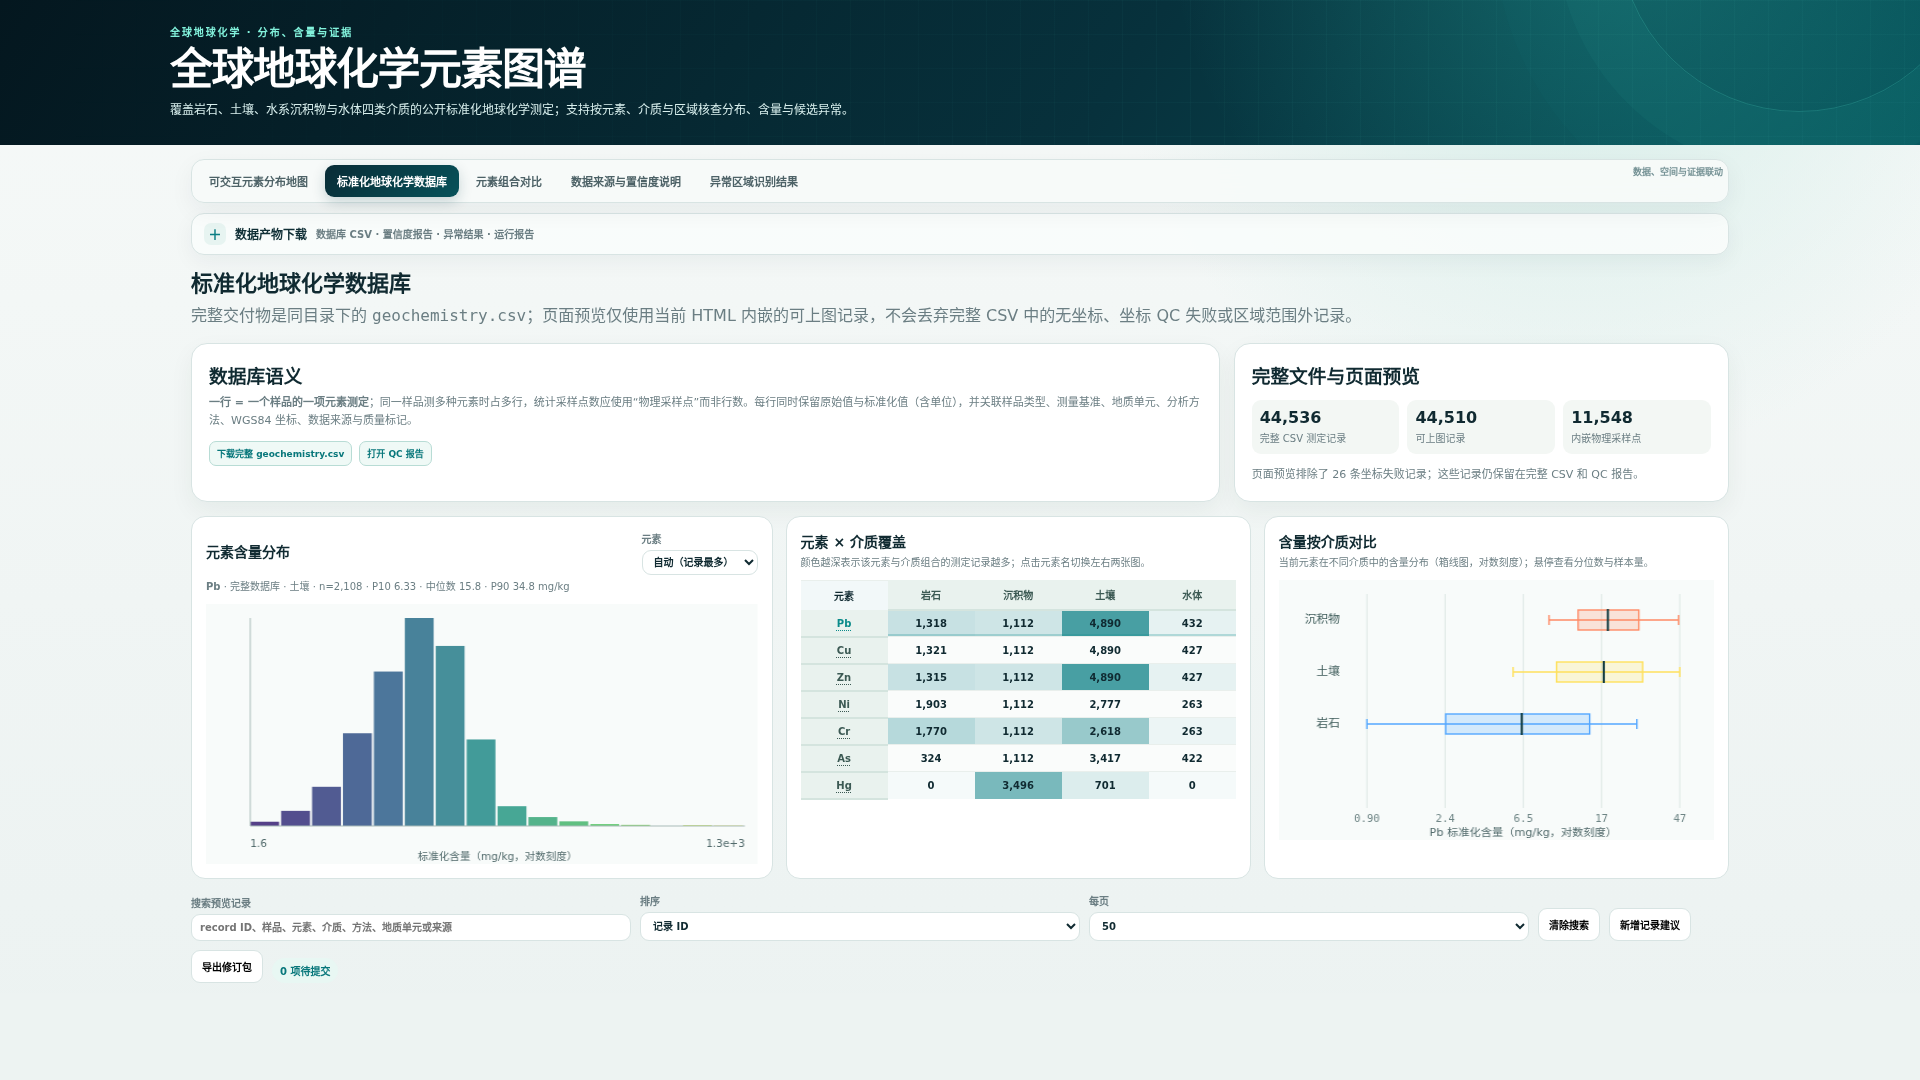 全球地球化学 · 分布、含量与证据
全球地球化学元素图谱
覆盖岩石、土壤、水系沉积物与水体四类介质的公开标准化地球化学测定；支持按元素、介质与区域核查分布、含量与候选异常。
可交互元素分布地图
标准化地球化学数据库
元素组合对比
数据来源与置信度说明
异常区域识别结果
数据、空间与证据联动
+ 数据产物下载 数据库 CSV · 置信度报告 · 异常结果 · 运行报告
标准化地球化学数据库
完整交付物是同目录下的 geochemistry.csv；页面预览仅使用当前 HTML 内嵌的可上图记录，不会丢弃完整 CSV 中的无坐标、坐标 QC 失败或区域范围外记录。
数据库语义
一行 = 一个样品的一项元素测定；同一样品测多种元素时占多行，统计采样点数应使用“物理采样点”而非行数。每行同时保留原始值与标准化值（含单位），并关联样品类型、测量基准、地质单元、分析方
法、WGS84 坐标、数据来源与质量标记。
下载完整 geochemistry.csv
打开 QC 报告
完整文件与页面预览
44,536
完整 CSV 测定记录
44,510
可上图记录
11,548
内嵌物理采样点
页面预览排除了 26 条坐标失败记录；这些记录仍保留在完整 CSV 和 QC 报告。
元素含量分布
元素
自动（记录最多）
Pb · 完整数据库 · 土壤 · n=2,108 · P10 6.33 · 中位数 15.8 · P90 34.8 mg/kg
1.6
1.3e+3
标准化含量（mg/kg，对数刻度）
元素 × 介质覆盖
颜色越深表示该元素与介质组合的测定记录越多；点击元素名切换左右两张图。
元素 岩石 沉积物 土壤 水体
Pb 1,318 1,112 4,890 432
Cu 1,321 1,112 4,890 427
Zn 1,315 1,112 4,890 427
Ni 1,903 1,112 2,777 263
Cr 1,770 1,112 2,618 263
As 324 1,112 3,417 422
Hg 0 3,496 701 0
含量按介质对比
当前元素在不同介质中的含量分布（箱线图，对数刻度）；悬停查看分位数与样本量。
沉积物
土壤
岩石
0.90 2.4 6.5 17 47
Pb 标准化含量（mg/kg，对数刻度）
搜索预览记录
record ID、样品、元素、介质、方法、地质单元或来源
排序
记录 ID
每页
50
清除搜索
新增记录建议
导出修订包
0 项待提交